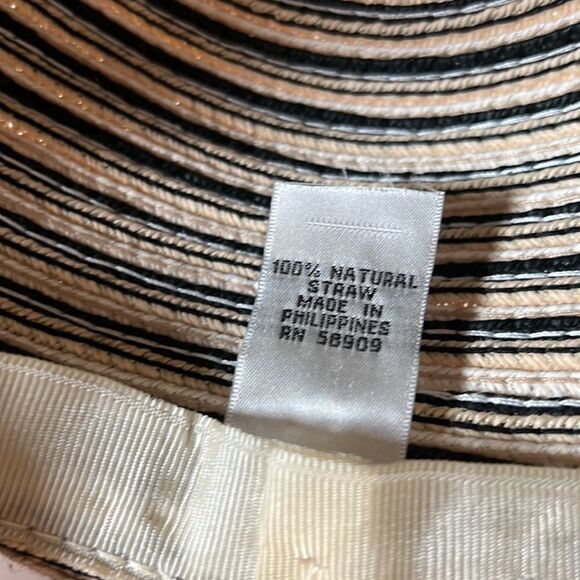 100% NATURAL
STRAW
MADE IN
PHILIPPINES
RN 58909